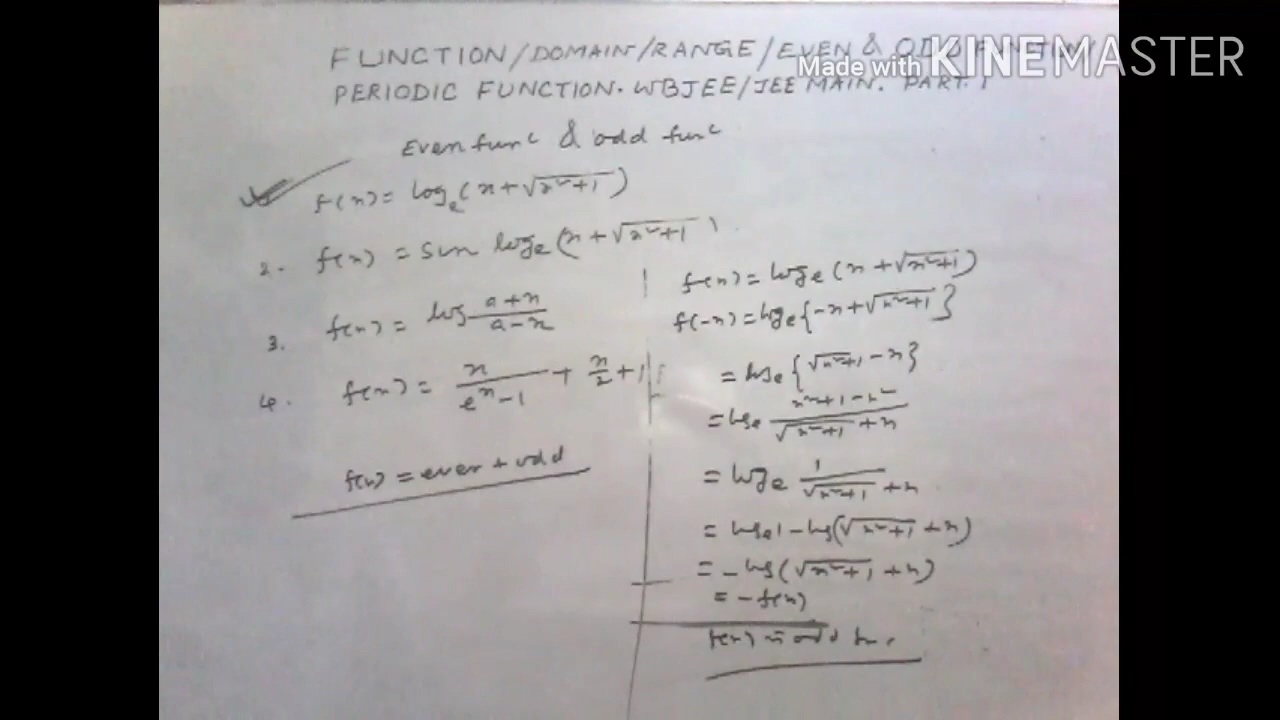 FUNCTION/DOMAIN/RANGE/EVEN & ODD FUNCTION/
Made with KINEMASTER
PERIODIC FUNCTION. WBJEE/JEE MAIN. PART. 1
Even funᶜ & odd funᶜ
f(x) = logₑ(x+√x²+1)
2. f(x) = sin logₑ(x+√x²+1)
3. f(x) = log a+x/a-x
4. f(x) = x/eˣ-1 + x/2 + 1
f(x) = even + odd
f(x) = logₑ(x+√x²+1)
f(-x) = logₑ{-x+√x²+1}
= logₑ{√x²+1 - x}
= logₑ x²+1-x²/√x²+1 + x
= logₑ 1/√x²+1 + x
= logₑ1 - log(√x²+1 + x)
= -log(√x²+1 + x)
= -f(x)
f(x) is odd